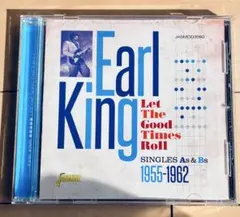 Earl
King
Let
The
Good
Times
Roll
SINGLES As & Bs
1955-1962